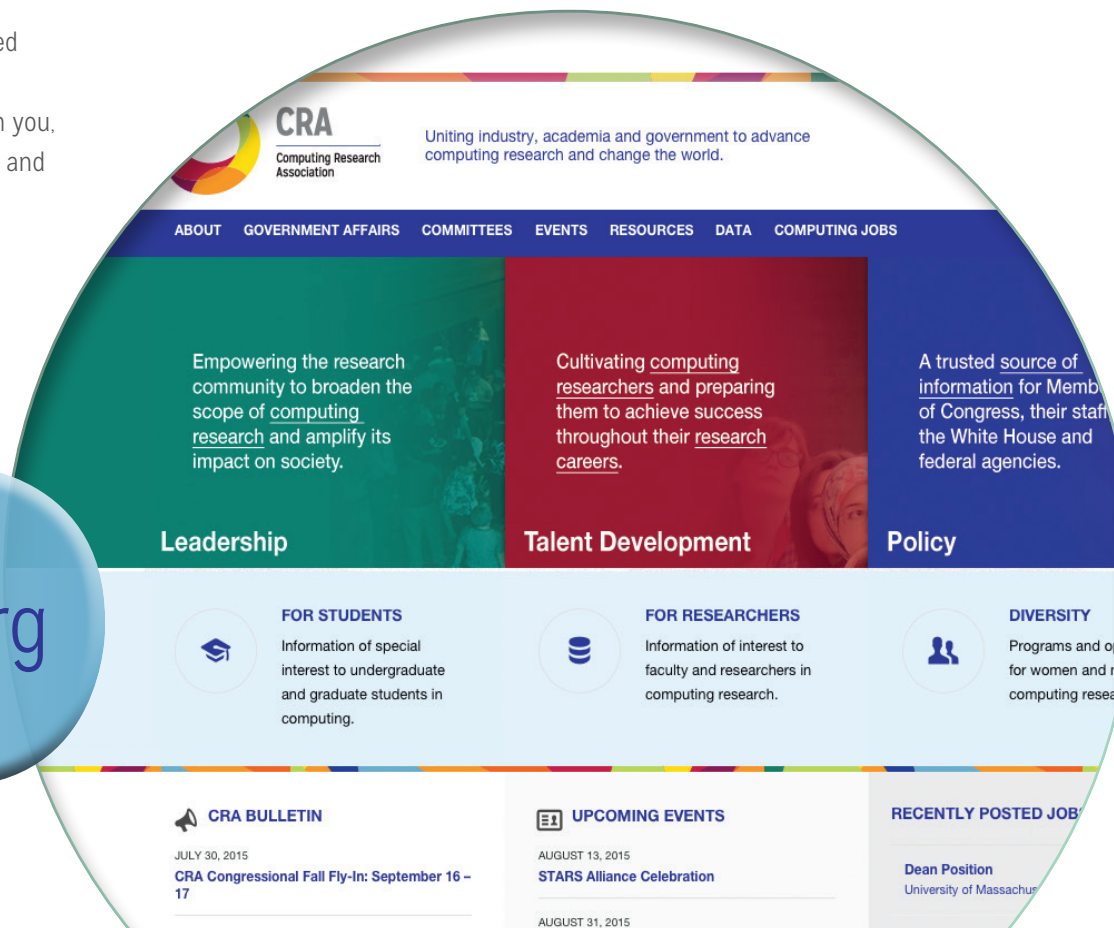 ed
n you,
and
CRA
Computing Research
Association
Uniting industry, academia and government to advance
computing research and change the world.
ABOUT GOVERNMENT AFFAIRS COMMITTEES EVENTS RESOURCES DATA COMPUTING JOBS
Empowering the research
community to broaden the
scope of computing
research and amplify its
impact on society.
Leadership
Cultivating computing
researchers and preparing
them to achieve success
throughout their research
careers.
Talent Development
A trusted source of
information for Memb
of Congress, their staff
the White House and
federal agencies.
Policy
rg
FOR STUDENTS
Information of special
interest to undergraduate
and graduate students in
computing.
FOR RESEARCHERS
Information of interest to
faculty and researchers in
computing research.
DIVERSITY
Programs and op
for women and
computing resea
CRA BULLETIN
JULY 30, 2015
CRA Congressional Fall Fly-In: September 16 –
17
UPCOMING EVENTS
AUGUST 13, 2015
STARS Alliance Celebration
AUGUST 31, 2015
RECENTLY POSTED JOBS
Dean Position
University of Massachus